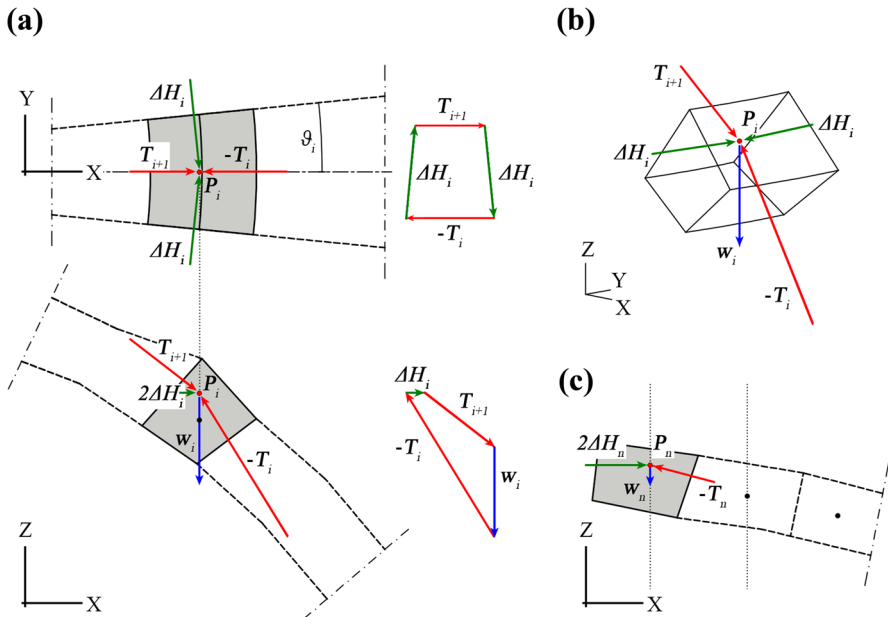 (a)
Y
X
ΔHᵢ
ϑᵢ
Tᵢ₊₁
-Tᵢ
Pᵢ
ΔHᵢ
Tᵢ₊₁
ΔHᵢ
ΔHᵢ
-Tᵢ
Tᵢ₊₁
Pᵢ
2ΔHᵢ
wᵢ
-Tᵢ
Z
X
ΔHᵢ
Tᵢ₊₁
-Tᵢ
wᵢ
(b)
Tᵢ₊₁
Pᵢ
ΔHᵢ
ΔHᵢ
wᵢ
-Tᵢ
Z
Y
X
(c)
2ΔHₙ
Pₙ
wₙ
-Tₙ
Z
X